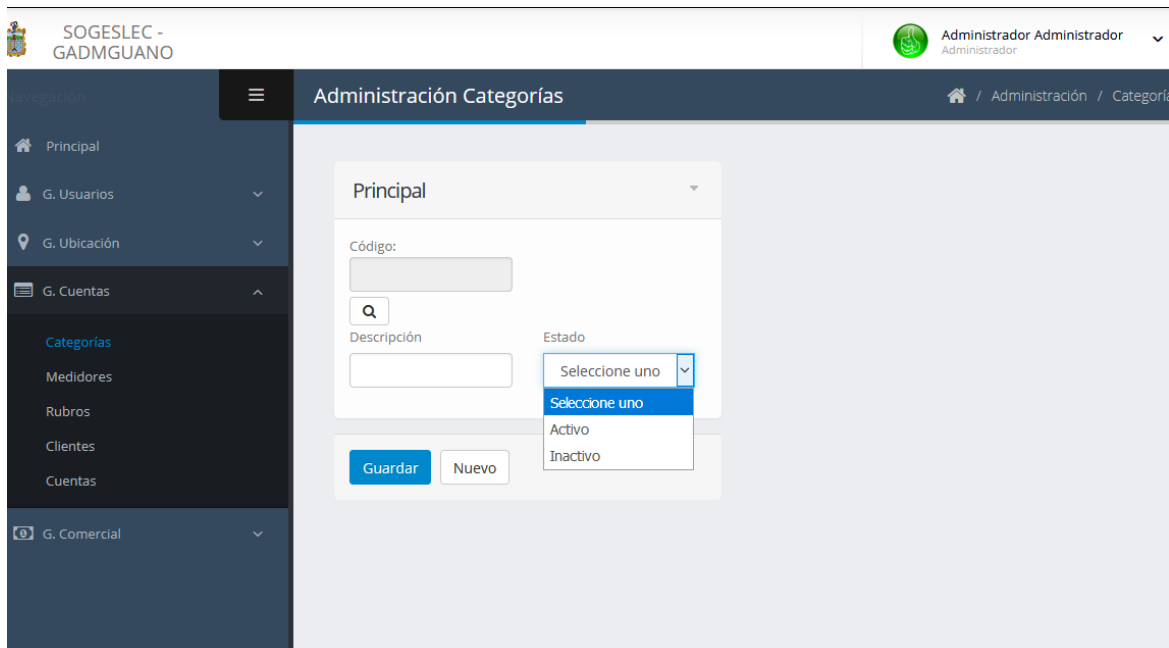 SOGESLEC -
GADMGUANO
Administrador Administrador
Administrador
Navegación
Administración Categorías
/ Administración / Categoría
Principal
G. Usuarios
G. Ubicación
G. Cuentas
Categorías
Medidores
Rubros
Clientes
Cuentas
G. Comercial
Principal
Código:
Descripción
Estado
Seleccione uno
Seleccione uno
Activo
Inactivo
Guardar
Nuevo